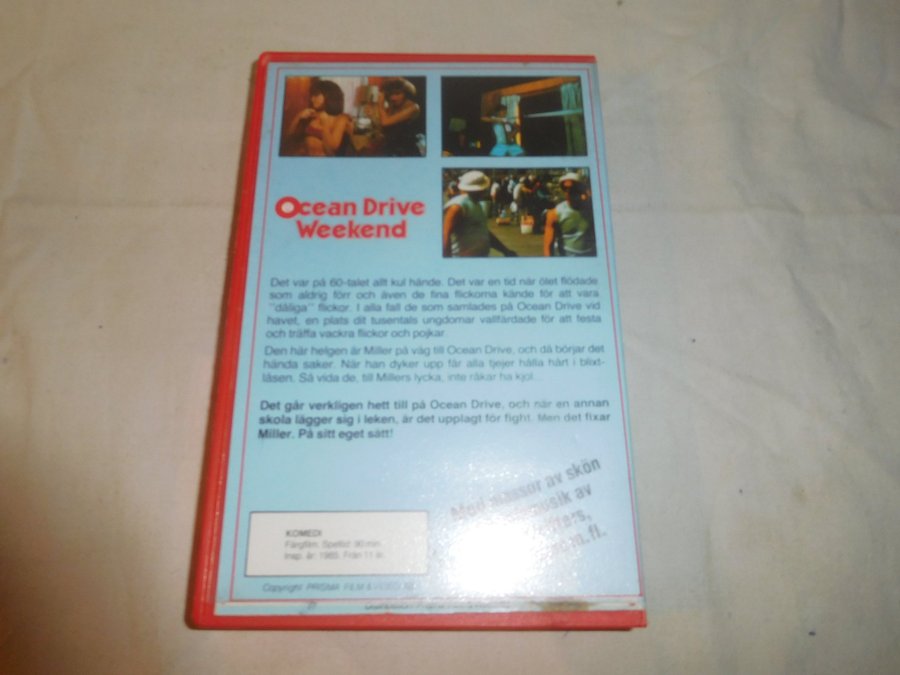 Ocean Drive
Weekend
Det var på 60-talet allt kul hände. Det var en tid när ölet flödade
som aldrig förr och även de fina flickorna kände för att vara
"dåliga" flickor. I alla fall de som samlades på Ocean Drive vid
havet, en plats dit tusentals ungdomar vallfärdade för att festa
och träffa vackra flickor och pojkar.
Den här helgen är Miller på väg till Ocean Drive, och då börjar det
hända saker. När han dyker upp får alla tjejer hålla hårt i blixt-
låsen. Så vida de, till Millers lycka, inte råkar ha kjol...
Det går verkligen hett till på Ocean Drive, och när en annan
skola lägger sig i leken, är det upplagt för fight. Men det fixar
Miller. På sitt eget sätt!
Med massor av skön
musik av
m.fl.
KOMEDI
Färgfilm. Speltid: 90 min.
Insp. år: 1985. Från 11 år.
Copyright: PRISMA FILM & VIDEO